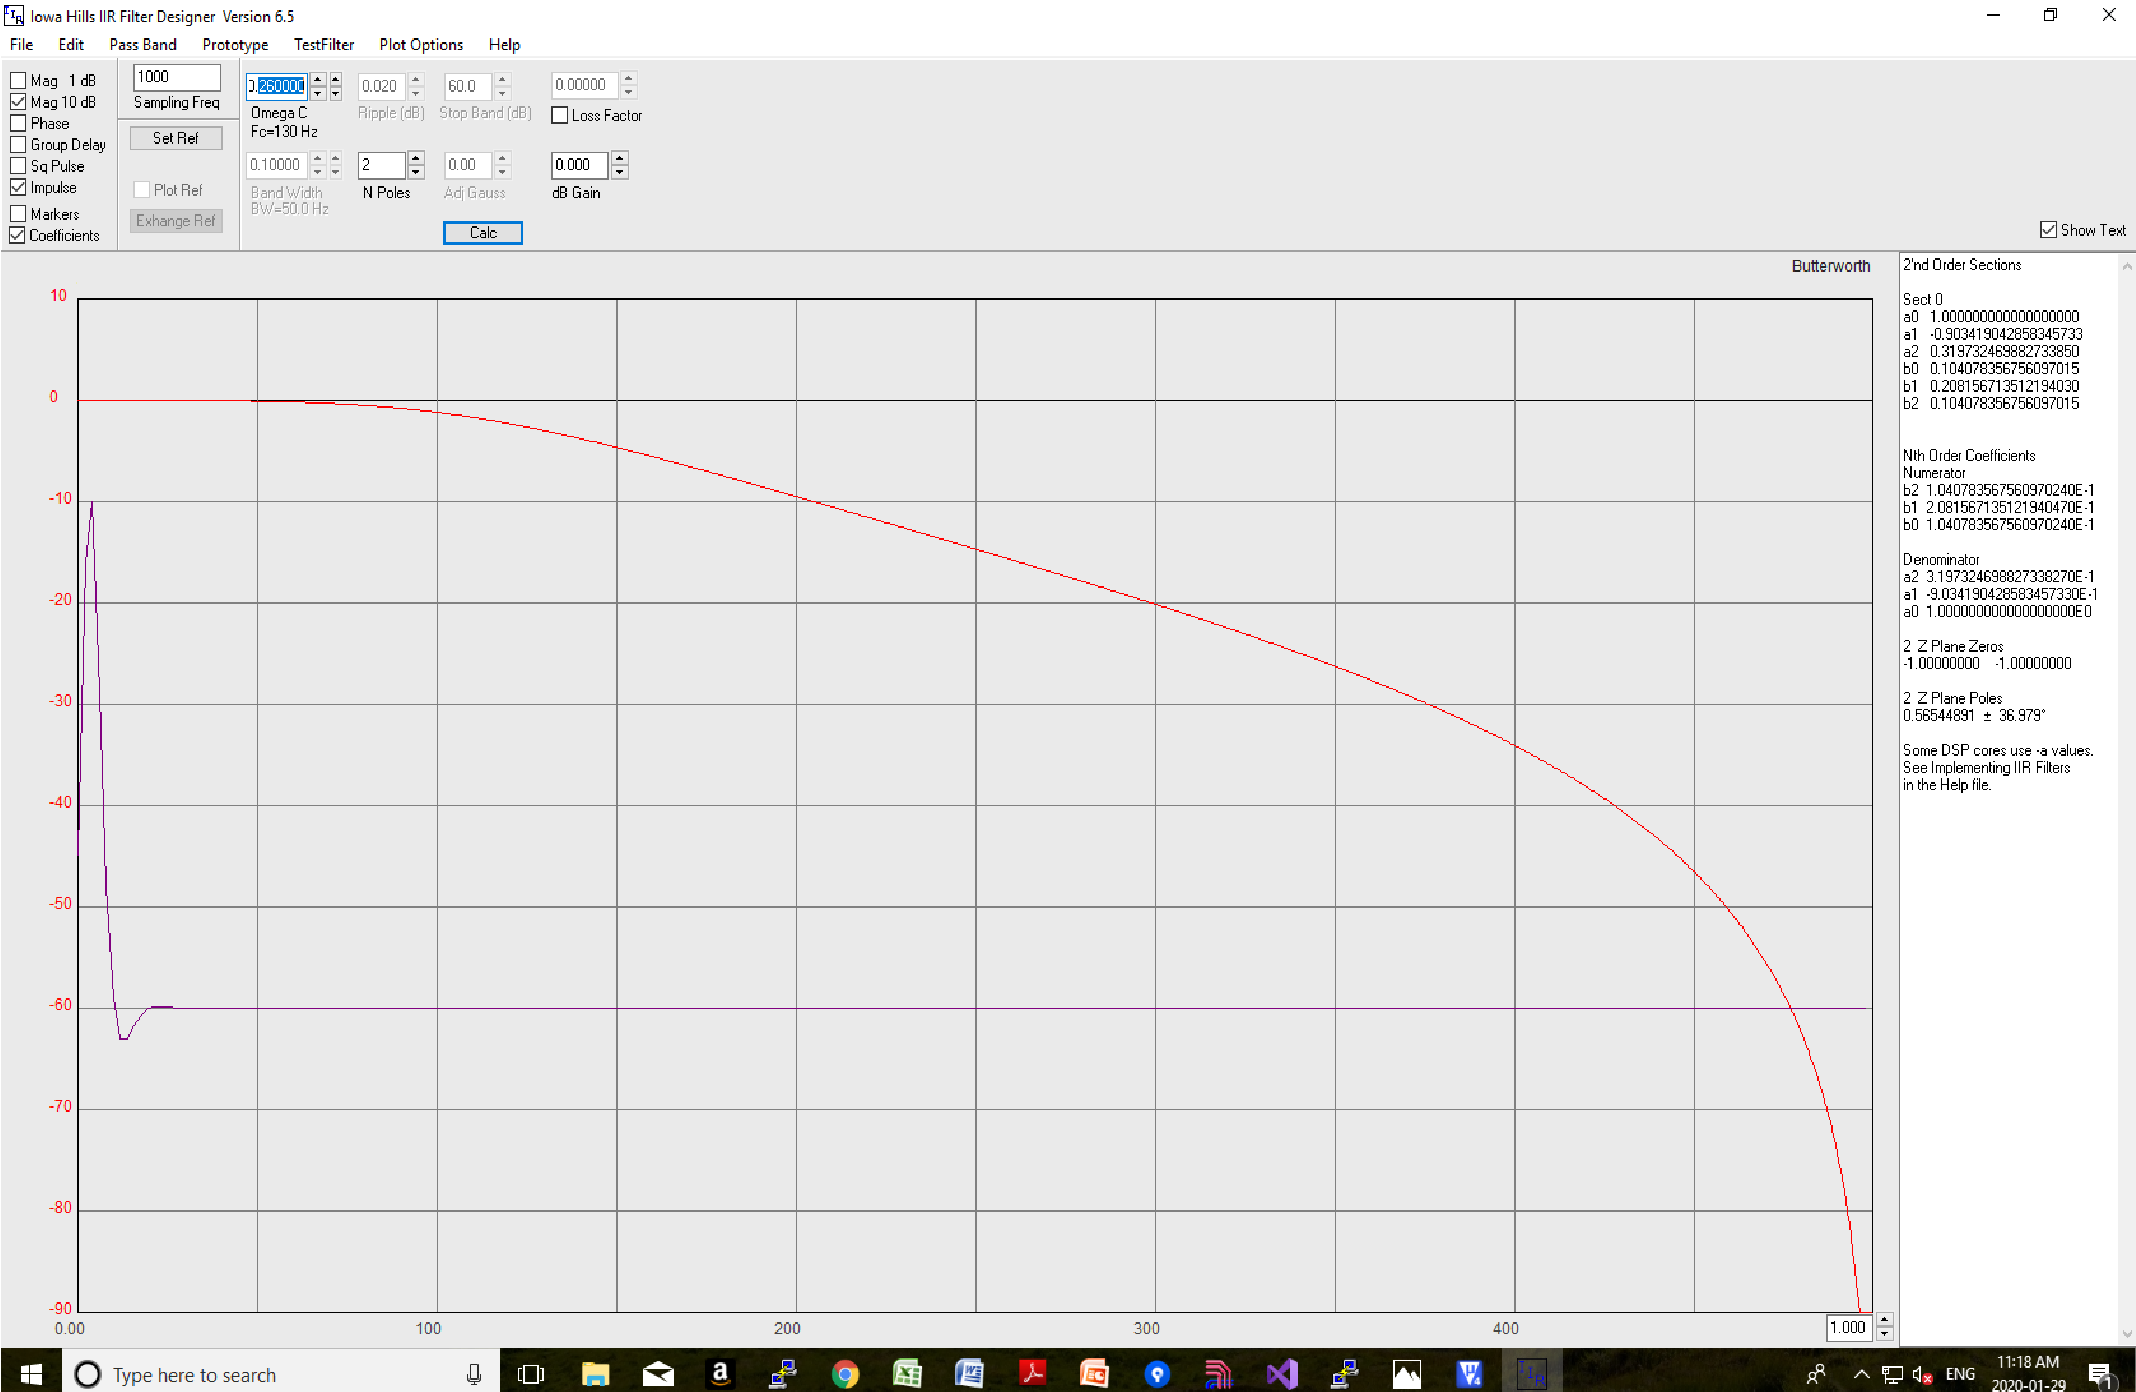 Iowa Hills IIR Filter Designer Version 6.5
File Edit Pass Band Prototype TestFilter Plot Options Help
Mag 1 dB
Mag 10 dB
Phase
Group Delay
Sq Pulse
Impulse
Markers
Coefficients
1000
Sampling Freq
Set Ref
Plot Ref
Exhange Ref
0.260000
Omega C
Fc=130 Hz
0.10000
Band Width
BW=50.0 Hz
0.020
Ripple (dB)
2
N Poles
60.0
Stop Band (dB)
0.00
Adj Gauss
Calc
0.00000
Loss Factor
0.000
dB Gain
Show Text
Butterworth
10
0
-10
-20
-30
-40
-50
-60
-70
-80
-90
0.00 100 200 300 400
1.000
2'nd Order Sections
Sect 0
a0 1.000000000000000000
a1 -0.903419042858345733
a2 0.319732469882733850
b0 0.104078356756097015
b1 0.208156713512194030
b2 0.104078356756097015
Nth Order Coefficients
Numerator
b2 1.040783567560970240E-1
b1 2.081567135121940470E-1
b0 1.040783567560970240E-1
Denominator
a2 3.197324698827338270E-1
a1 -9.034190428583457330E-1
a0 1.000000000000000000E0
2 Z Plane Zeros
-1.00000000 -1.00000000
2 Z Plane Poles
0.56544891 ± 36.979°
Some DSP cores use -a values.
See Implementing IIR Filters
in the Help file.
Type here to search
ENG
11:18 AM
2020-01-29
1